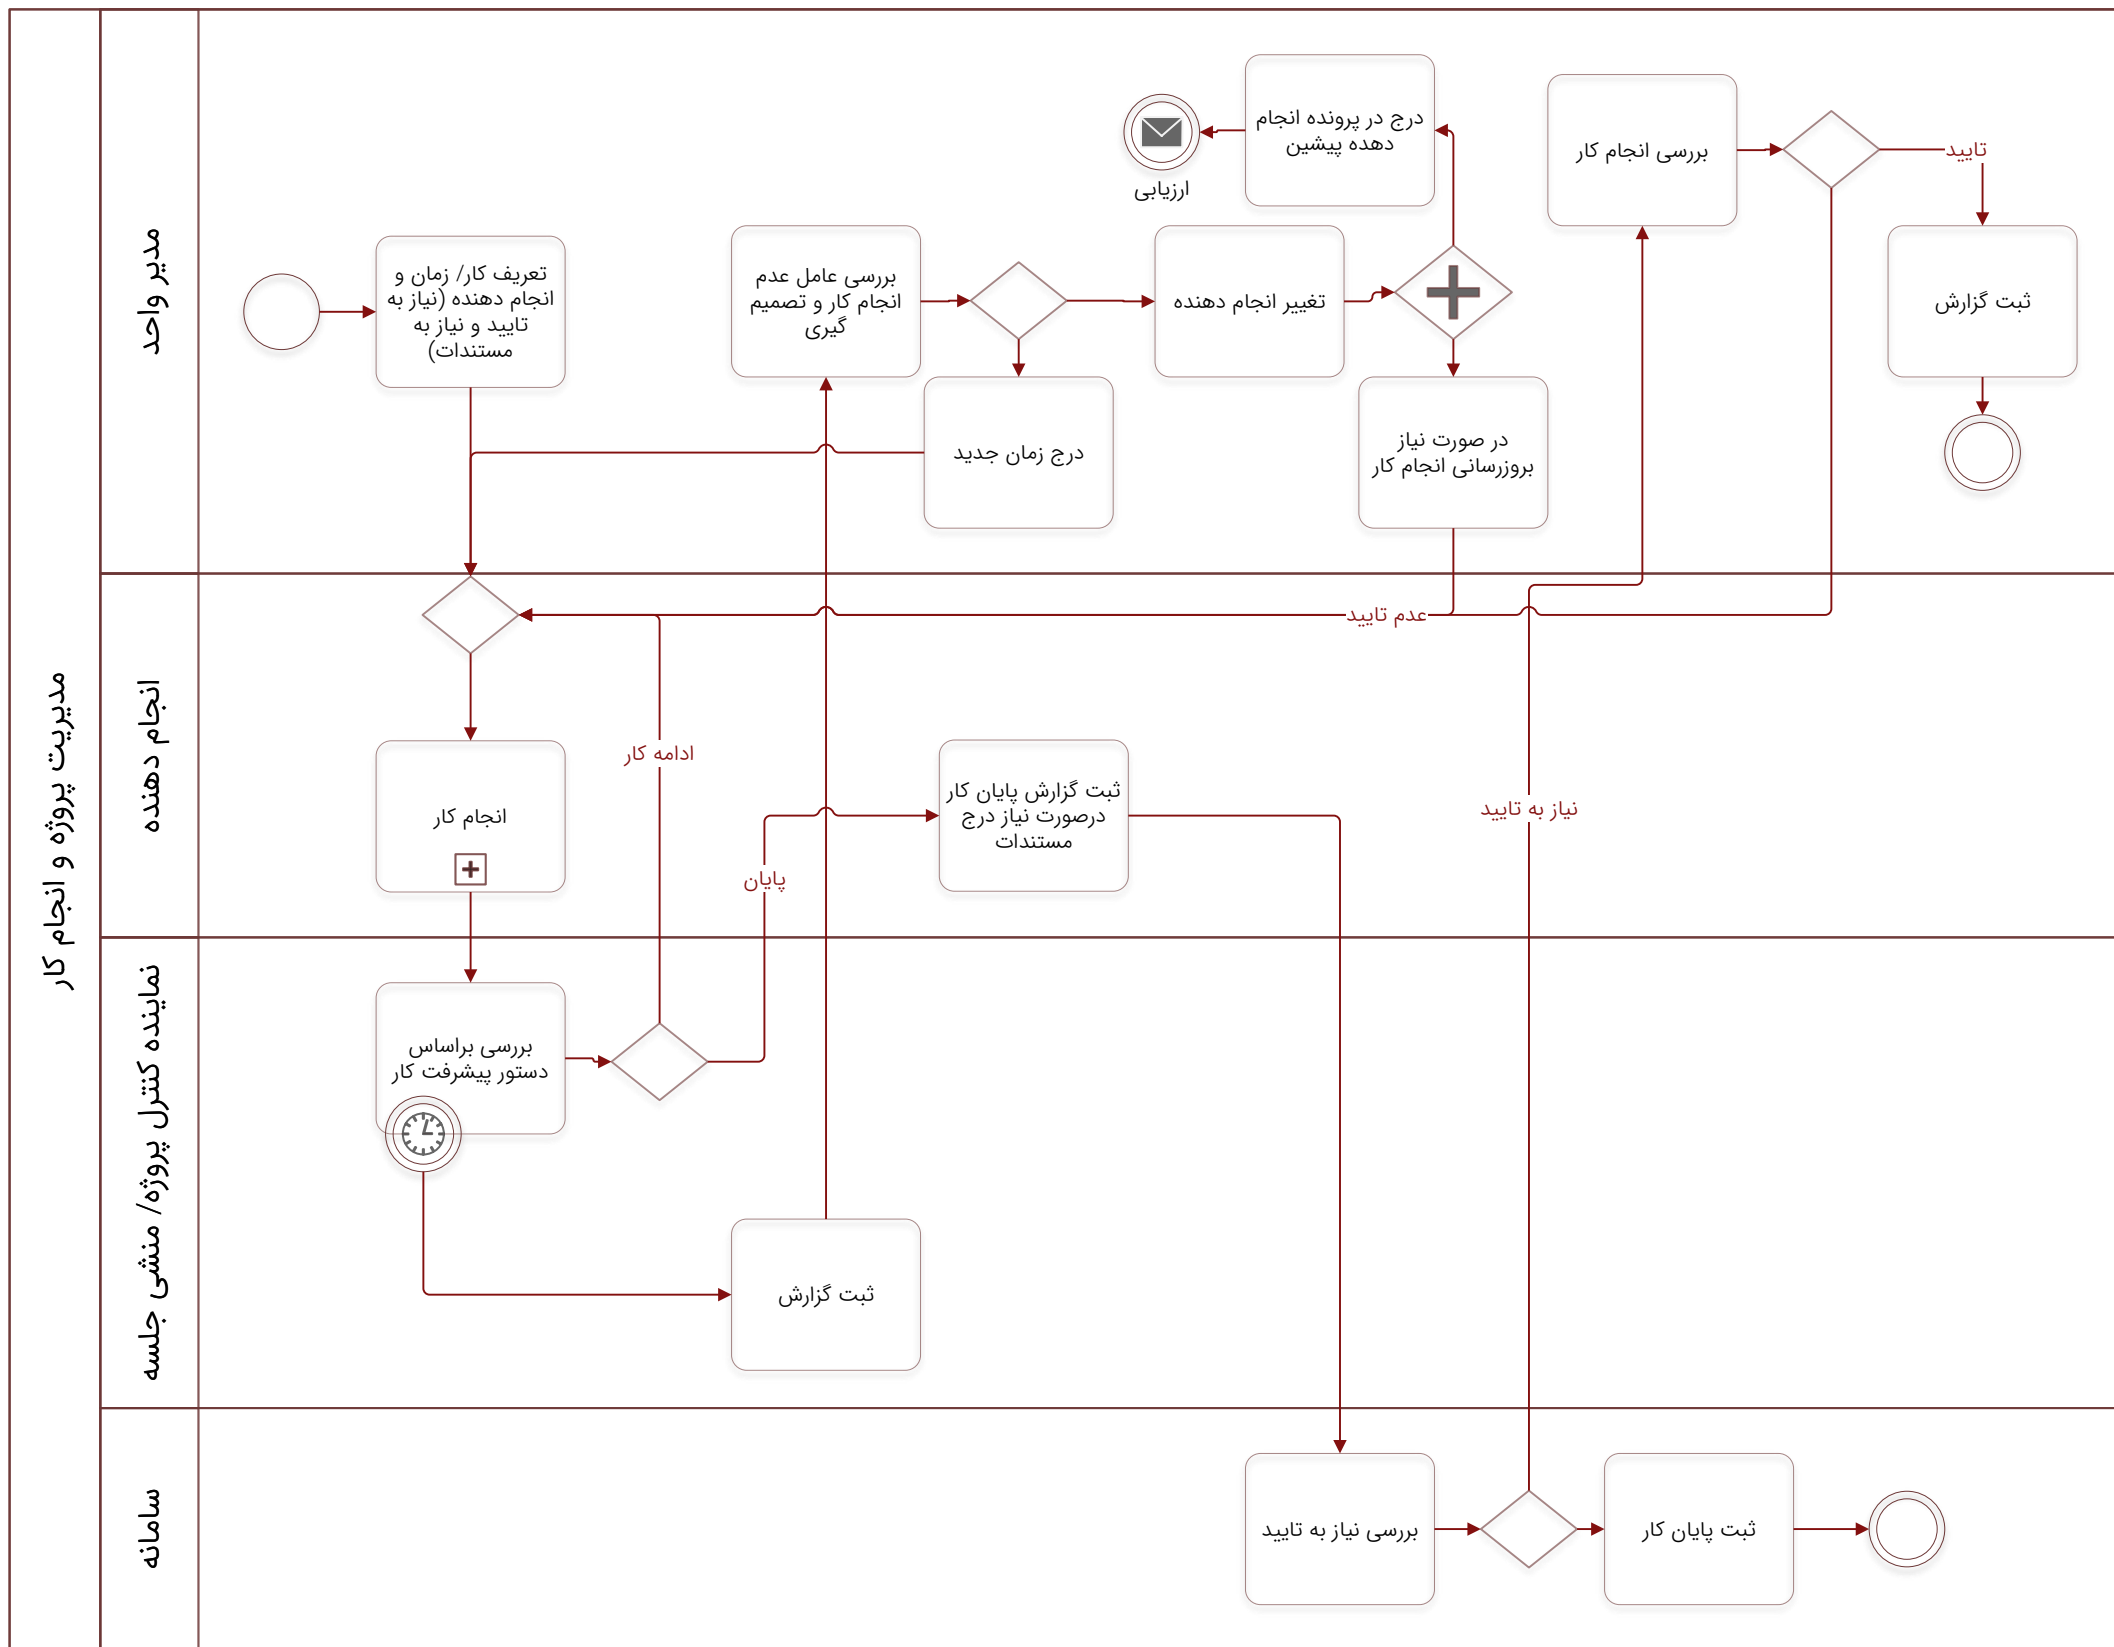 مدیریت پروژه و انجام کار
مدیر واحد
تعریف کار/ زمان و
انجام دهنده (نیاز به
تایید و نیاز به
مستندات)
بررسی عامل عدم
انجام کار و تصمیم
گیری
درج زمان جدید
تغییر انجام دهنده
درج در پرونده انجام
دهده پیشین
ارزیابی
در صورت نیاز
بروزرسانی انجام کار
بررسی انجام کار
تایید
ثبت گزارش
عدم تایید
انجام دهنده
انجام کار
ادامه کار
پایان
ثبت گزارش پایان کار
درصورت نیاز درج
مستندات
نیاز به تایید
نماینده کنترل پروژه/ منشی جلسه
بررسی براساس
دستور پیشرفت کار
ثبت گزارش
سامانه
بررسی نیاز به تایید
ثبت پایان کار